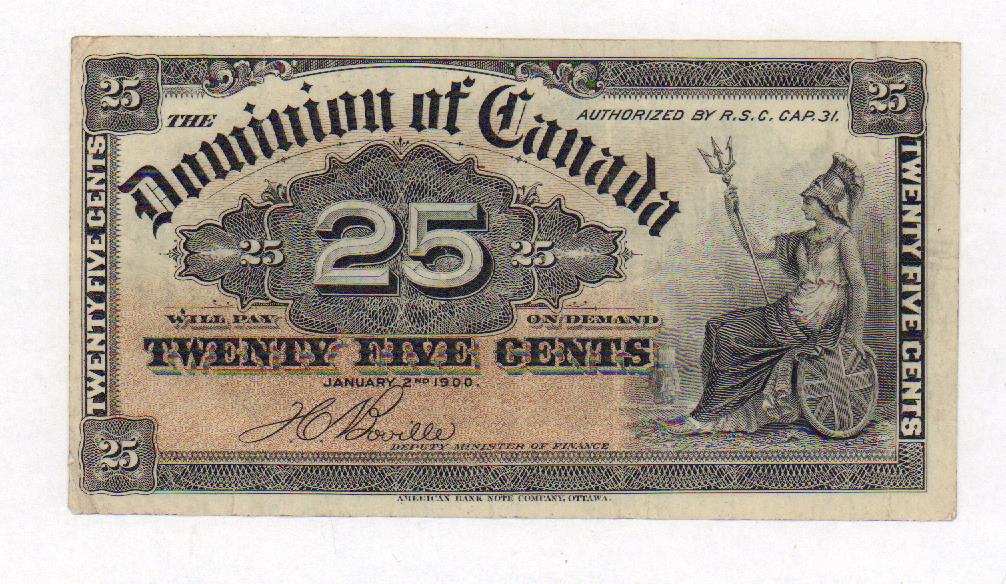 25
25
THE
Dominion of Canada
AUTHORIZED BY R.S.C. CAP. 31.
TWENTY FIVE CENTS
25
25
25
TWENTY FIVE CENTS
WILL PAY
ON DEMAND
TWENTY FIVE CENTS
JANUARY 2ND 1900.
H C Boville
DEPUTY MINISTER OF FINANCE
25
AMERICAN BANK NOTE COMPANY, OTTAWA.